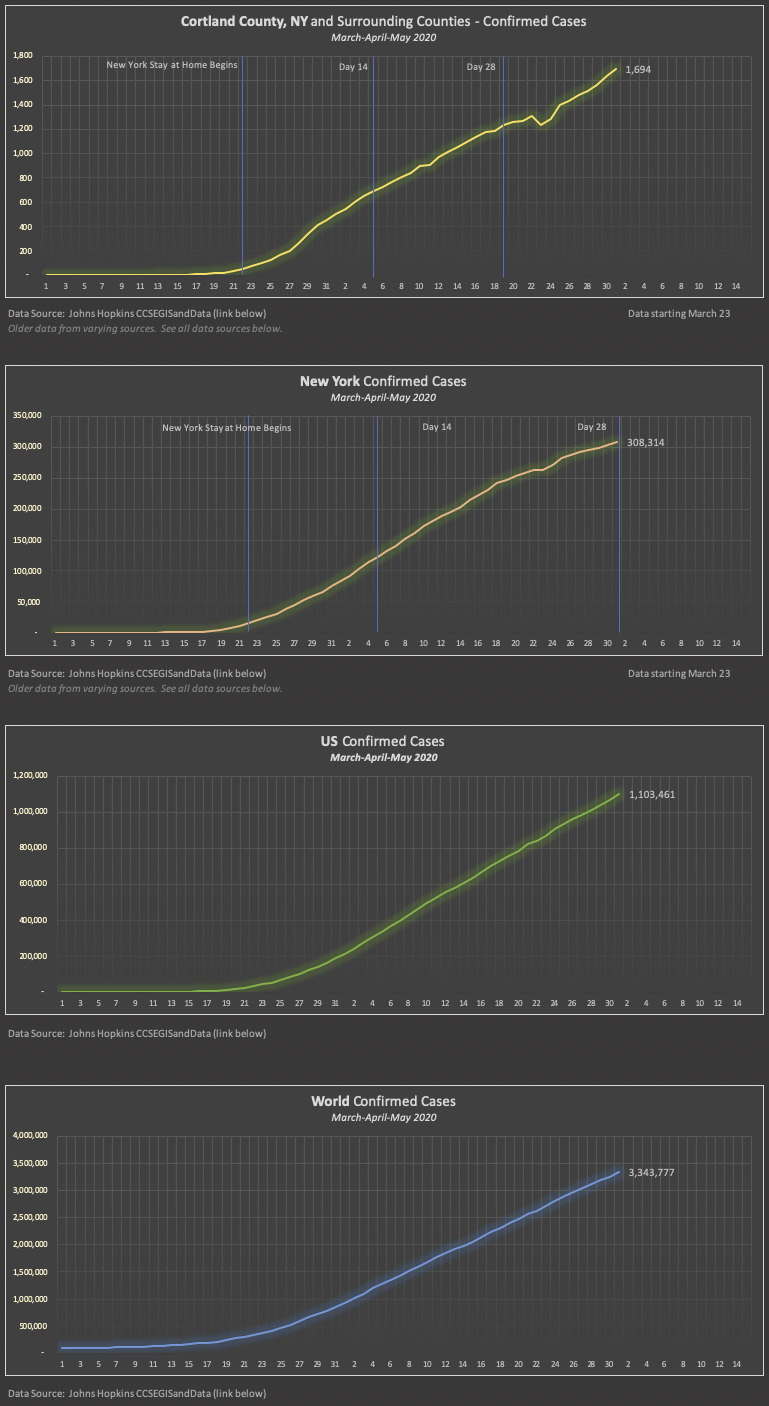 Cortland County, NY and Surrounding Counties - Confirmed Cases
March-April-May 2020
New York Stay at Home Begins
Day 14
Day 28
1,694
1,800
1,600
1,400
1,200
1,000
800
600
400
200
-
1 3 5 7 9 11 13 15 17 19 21 23 25 27 29 31 2 4 6 8 10 12 14 16 18 20 22 24 26 28 30 2 4 6 8 10 12 14
Data Source: Johns Hopkins CCSEGISandData (link below)
Data starting March 23
Older data from varying sources. See all data sources below.
New York Confirmed Cases
March-April-May 2020
New York Stay at Home Begins
Day 14
Day 28
308,314
350,000
300,000
250,000
200,000
150,000
100,000
50,000
-
1 3 5 7 9 11 13 15 17 19 21 23 25 27 29 31 2 4 6 8 10 12 14 16 18 20 22 24 26 28 30 2 4 6 8 10 12 14
Data Source: Johns Hopkins CCSEGISandData (link below)
Data starting March 23
Older data from varying sources. See all data sources below.
US Confirmed Cases
March-April-May 2020
1,103,461
1,200,000
1,000,000
800,000
600,000
400,000
200,000
-
1 3 5 7 9 11 13 15 17 19 21 23 25 27 29 31 2 4 6 8 10 12 14 16 18 20 22 24 26 28 30 2 4 6 8 10 12 14
Data Source: Johns Hopkins CCSEGISandData (link below)
World Confirmed Cases
March-April-May 2020
3,343,777
4,000,000
3,500,000
3,000,000
2,500,000
2,000,000
1,500,000
1,000,000
500,000
-
1 3 5 7 9 11 13 15 17 19 21 23 25 27 29 31 2 4 6 8 10 12 14 16 18 20 22 24 26 28 30 2 4 6 8 10 12 14
Data Source: Johns Hopkins CCSEGISandData (link below)